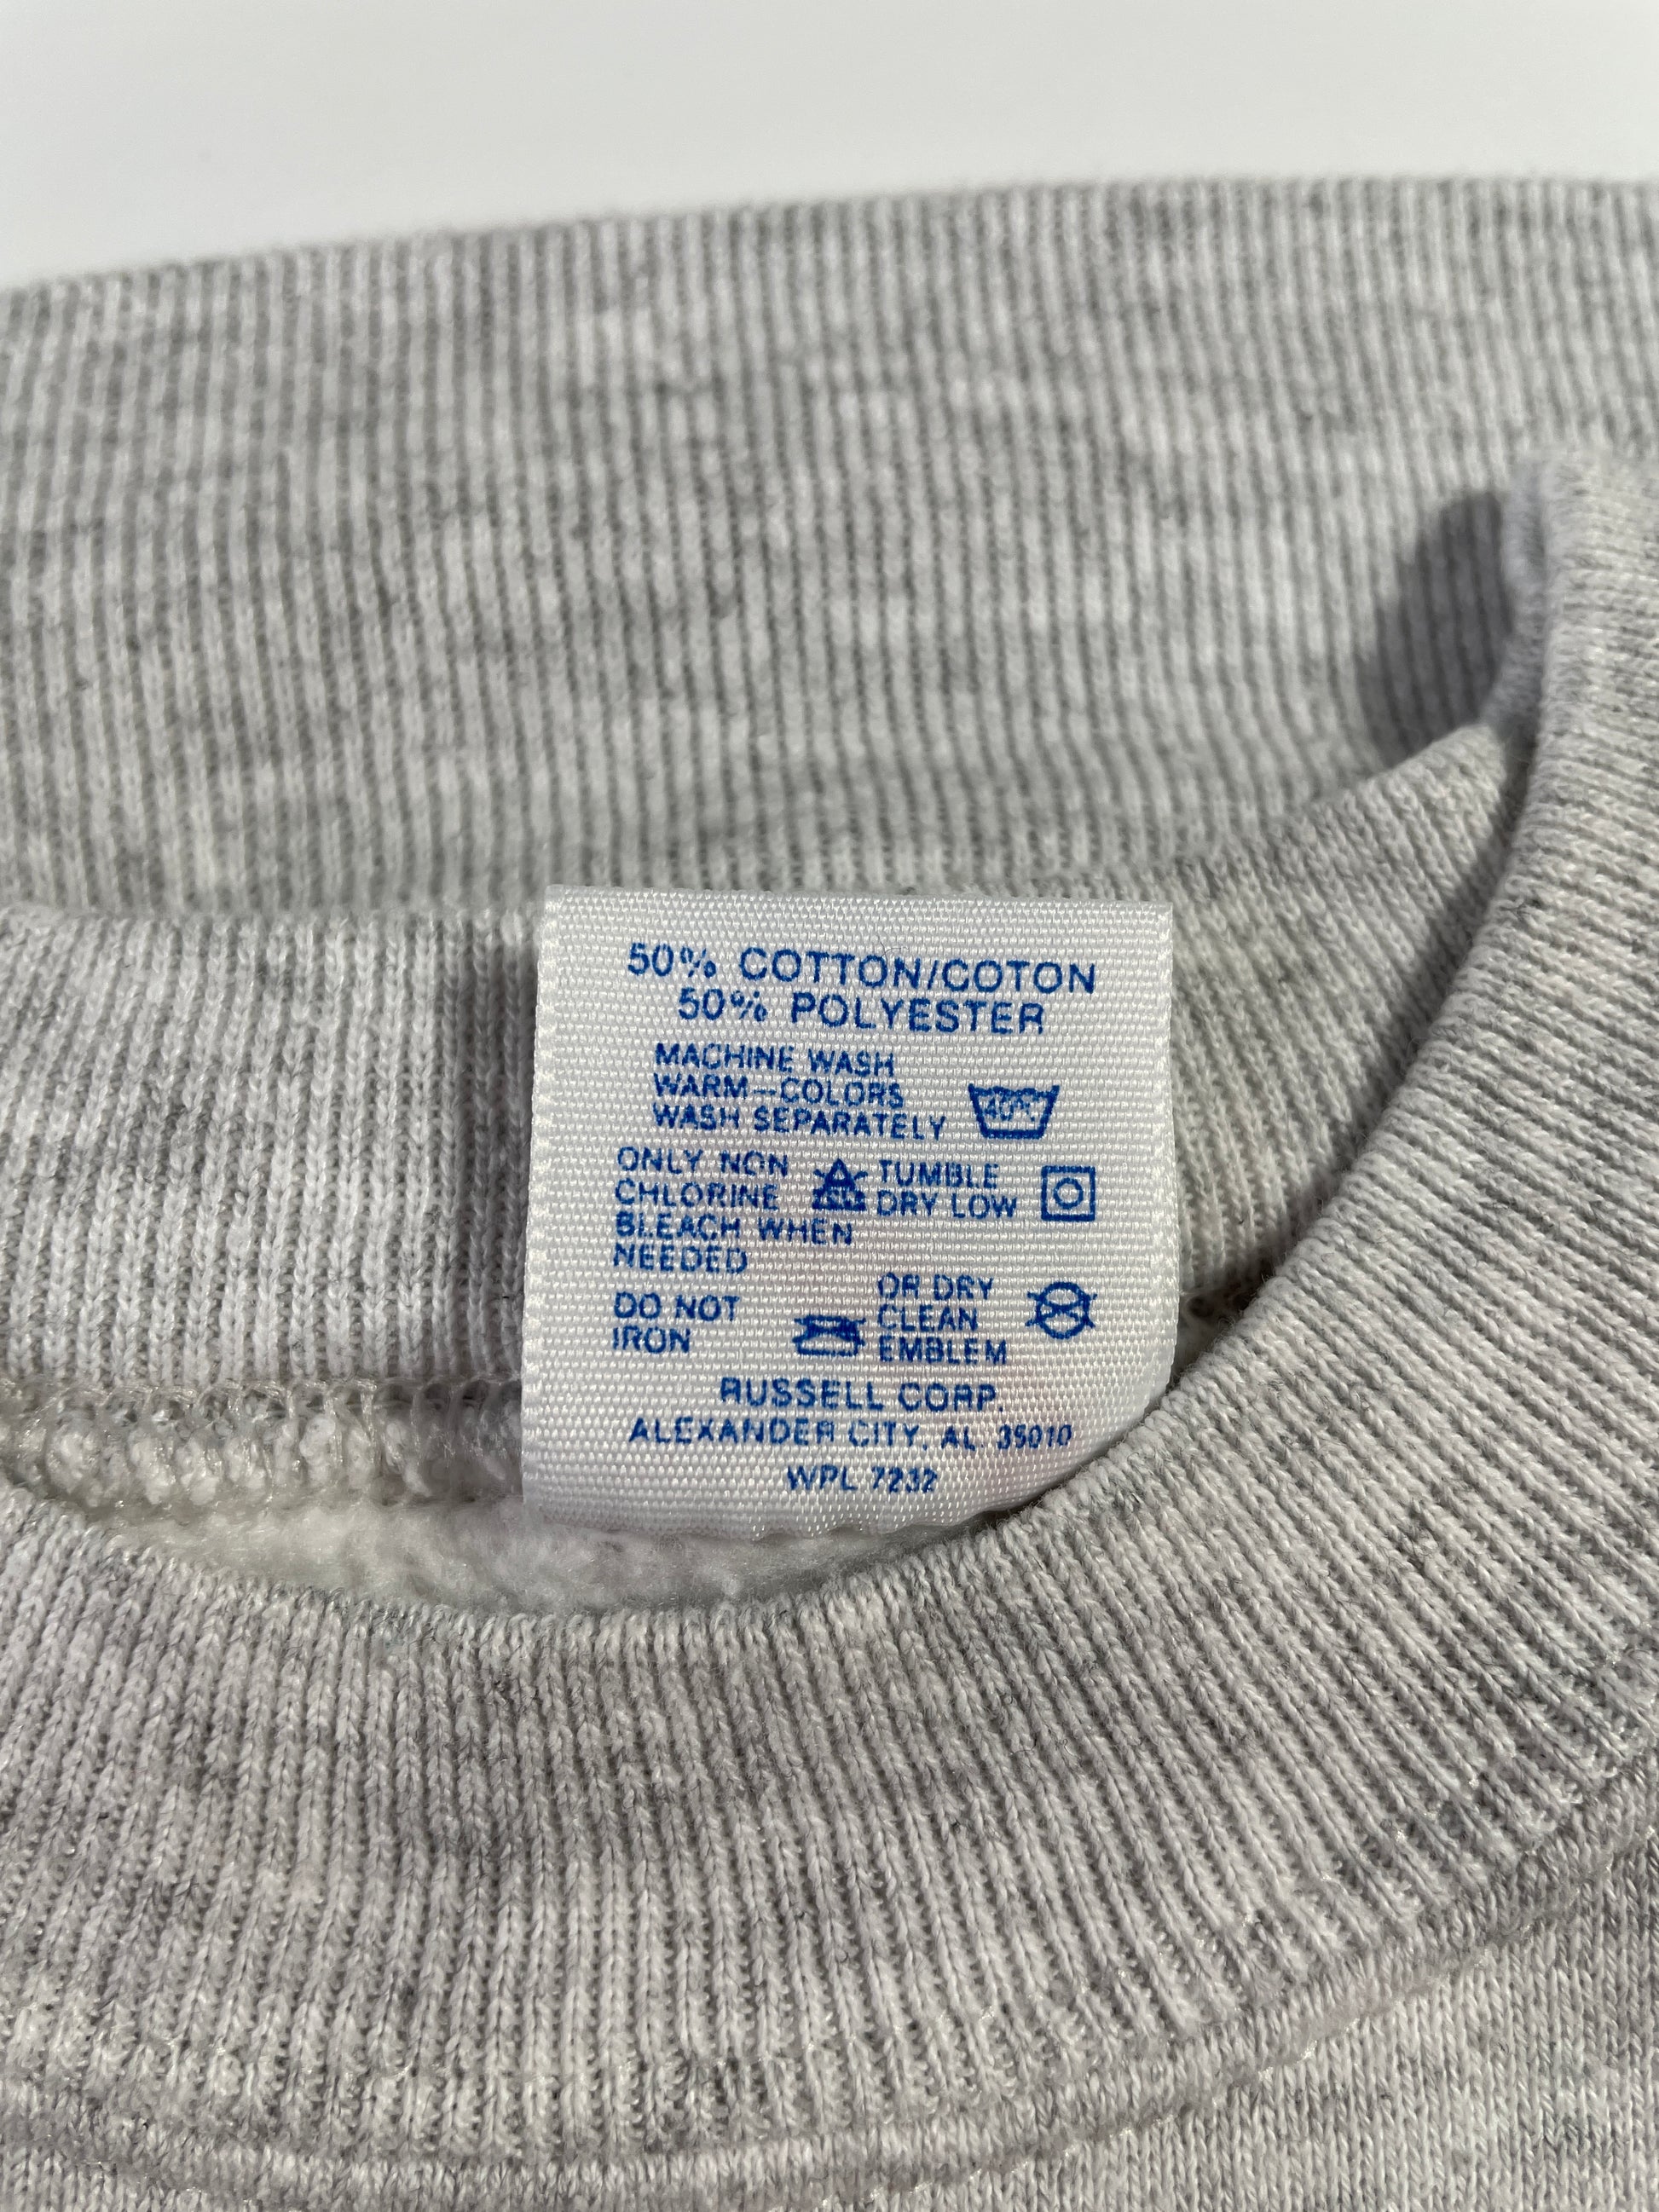 50% COTTON/COTON
50% POLYESTER
MACHINE WASH
WARM—COLORS
WASH SEPARATELY
40°C
ONLY NON
CHLORINE
BLEACH WHEN
NEEDED
TUMBLE
DRY LOW
DO NOT
IRON
OR DRY
CLEAN
EMBLEM
RUSSELL CORP.
ALEXANDER CITY, AL 35010
WPL 7232